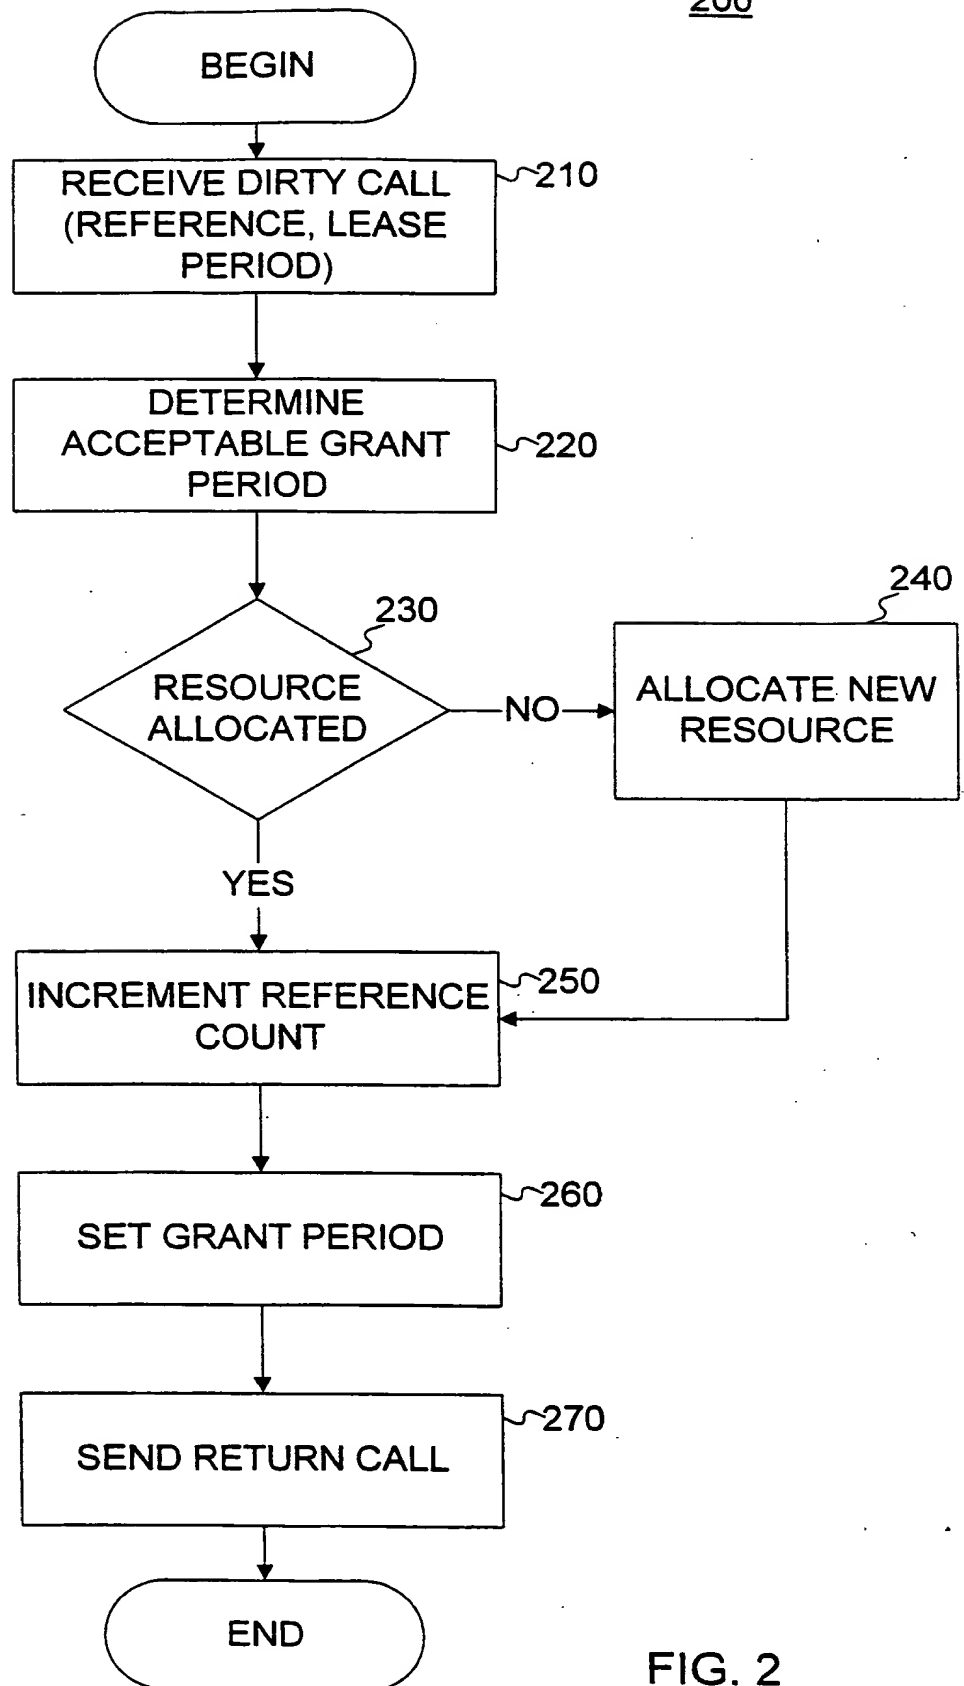 200
BEGIN
RECEIVE DIRTY CALL
(REFERENCE, LEASE
PERIOD)
210
DETERMINE
ACCEPTABLE GRANT
PERIOD
220
230
RESOURCE
ALLOCATED
NO
240
ALLOCATE NEW
RESOURCE
YES
INCREMENT REFERENCE
COUNT
250
SET GRANT PERIOD
260
SEND RETURN CALL
270
END
FIG. 2